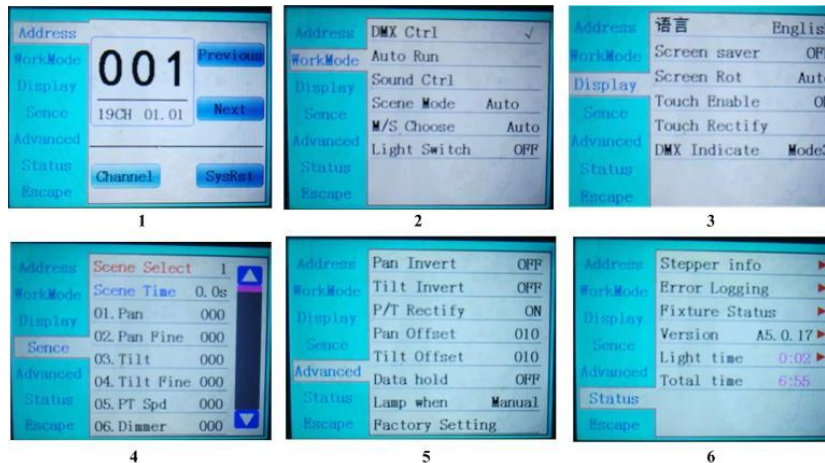 Address
WorkMode
Display
Sence
Advanced
Status
Escape
001
19CH 01.01
Previous
Next
Channel
SysRst
1
Address
WorkMode
Display
Sence
Advanced
Status
Escape
DMX Ctrl √
Auto Run
Sound Ctrl
Scene Mode Auto
M/S Choose Auto
Light Switch OFF
2
Address
WorkMode
Display
Sence
Advanced
Status
Escape
语言 English
Screen saver
Screen Rot Auto
Touch Enable
Touch Rectify
DMX Indicate
3
Address
WorkMode
Display
Sence
Advanced
Status
Escape
Scene Select 1
Scene Time 0.0s
01.Pan 000
02.Pan Fine 000
03.Tilt 000
04.Tilt Fine 000
05.PT Spd 000
06.Dimmer 000
4
Address
WorkMode
Display
Sence
Advanced
Status
Escape
Pan Invert OFF
Tilt Invert OFF
P/T Rectify ON
Pan Offset 010
Tilt Offset 010
Data hold OFF
Lamp when Manual
Factory Setting
5
Address
WorkMode
Display
Sence
Advanced
Status
Escape
Stepper info
Error Logging
Fixture Status
Version A5.0.17
Light time 0:02
Total time 6:55
6